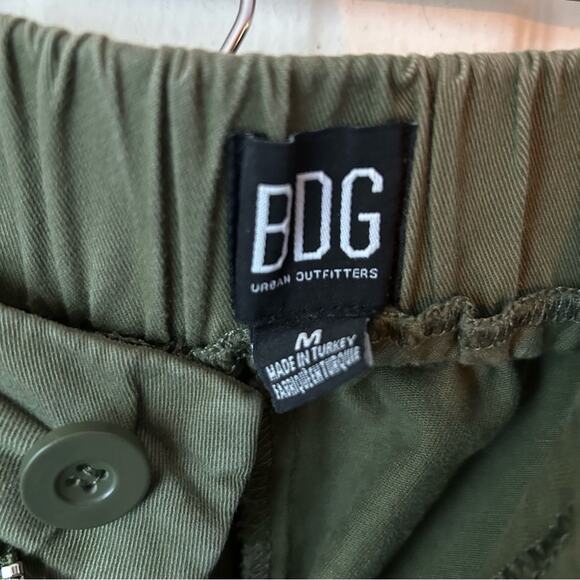 BDG
URBAN OUTFITTERS
M
MADE IN TURKEY
FABRIQUÉ EN TURQUIE